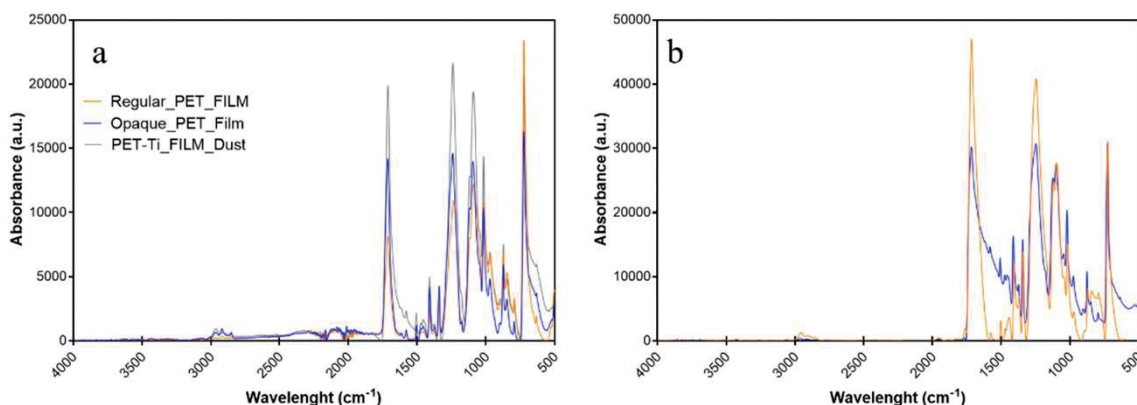 a
Regular_PET_FILM
Opaque_PET_Film
PET-Ti_FILM_Dust
Absorbance (a.u.)
25000
20000
15000
10000
5000
0
4000 3500 3000 2500 2000 1500 1000 500
Wavelenght (cm-1)
b
Absorbance (a.u.)
50000
40000
30000
20000
10000
0
4000 3500 3000 2500 2000 1500 1000 500
Wavelenght (cm-1)